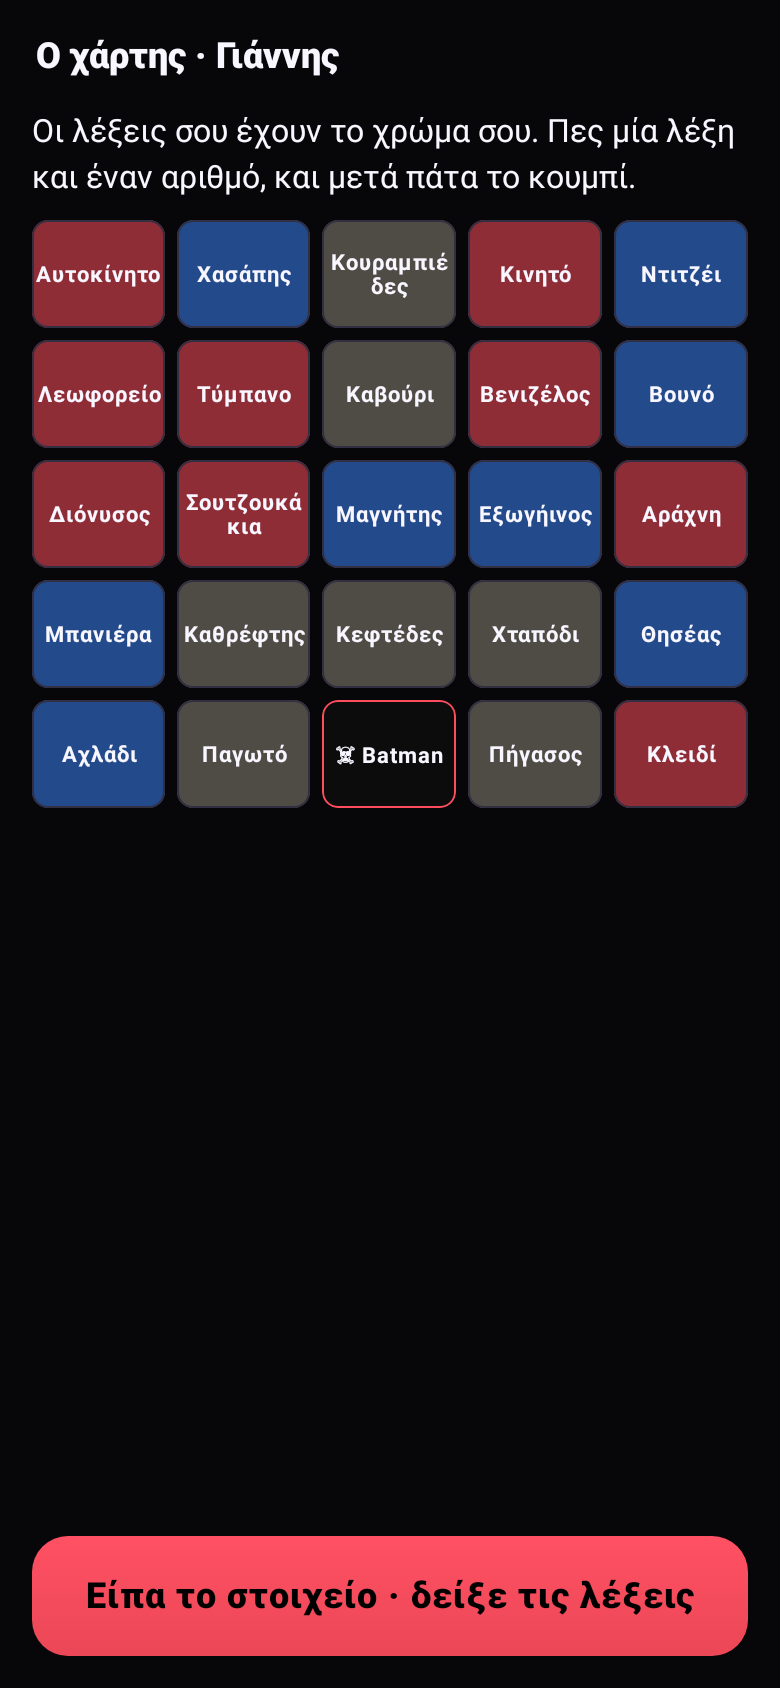 Ο χάρτης · Γιάννης
Οι λέξεις σου έχουν το χρώμα σου. Πες μία λέξη
και έναν αριθμό, και μετά πάτα το κουμπί.
Αυτοκίνητο Χασάπης Κουραμπιέ Κινητό Ντιτζέι
δες
Λεωφορείο Τύμπανο Καβούρι Βενιζέλος Βουνό
Διόνυσος Σουτζουκά Μαγνήτης Εξωγήινος Αράχνη
κια
Μπανιέρα Καθρέφτης Κεφτέδες Χταπόδι Θησέας
Αχλάδι Παγωτό ☠ Batman Πήγασος Κλειδί
Είπα το στοιχείο · δείξε τις λέξεις